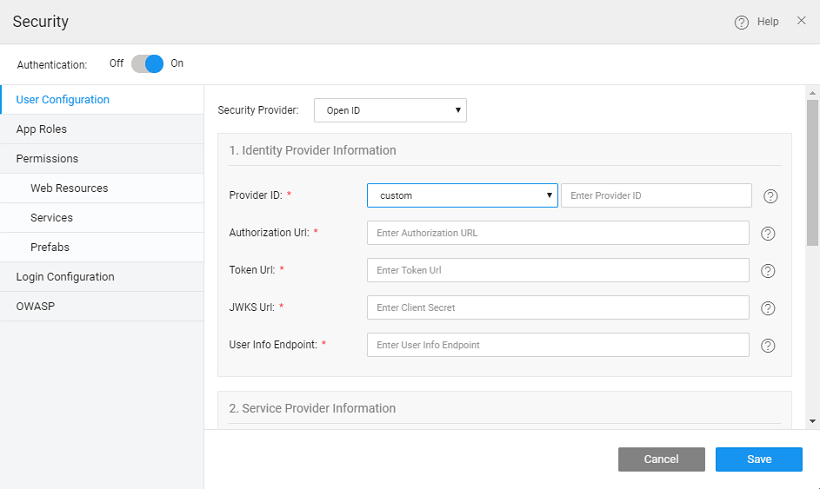 Security
Help
Authentication: Off On
User Configuration
App Roles
Permissions
Web Resources
Services
Prefabs
Login Configuration
OWASP
Security Provider: Open ID
1. Identity Provider Information
Provider ID: * custom Enter Provider ID
Authorization Url: * Enter Authorization URL
Token Url: * Enter Token Url
JWKS Url: * Enter Client Secret
User Info Endpoint: * Enter User Info Endpoint
2. Service Provider Information
Cancel Save